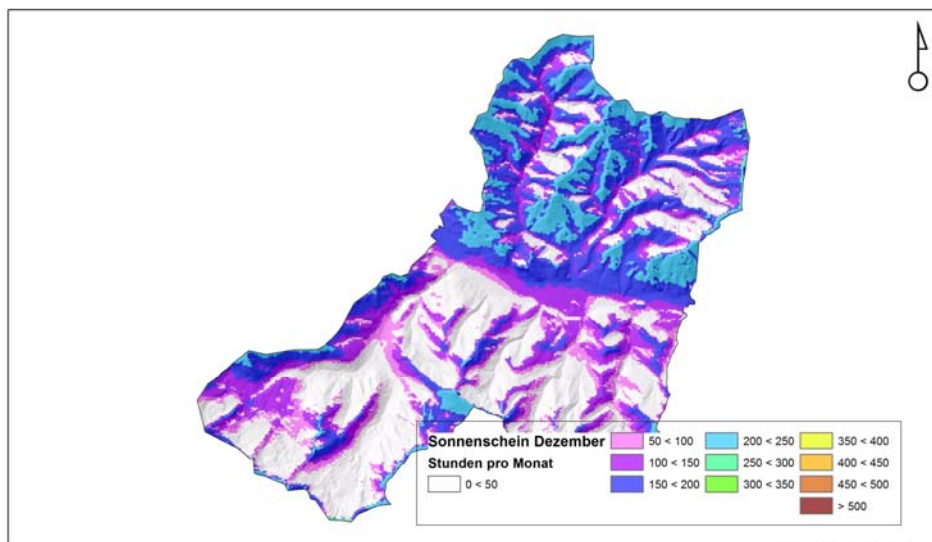 Sonnenschein Dezember
Stunden pro Monat
0 < 50
50 < 100
100 < 150
150 < 200
200 < 250
250 < 300
300 < 350
350 < 400
400 < 450
450 < 500
> 500